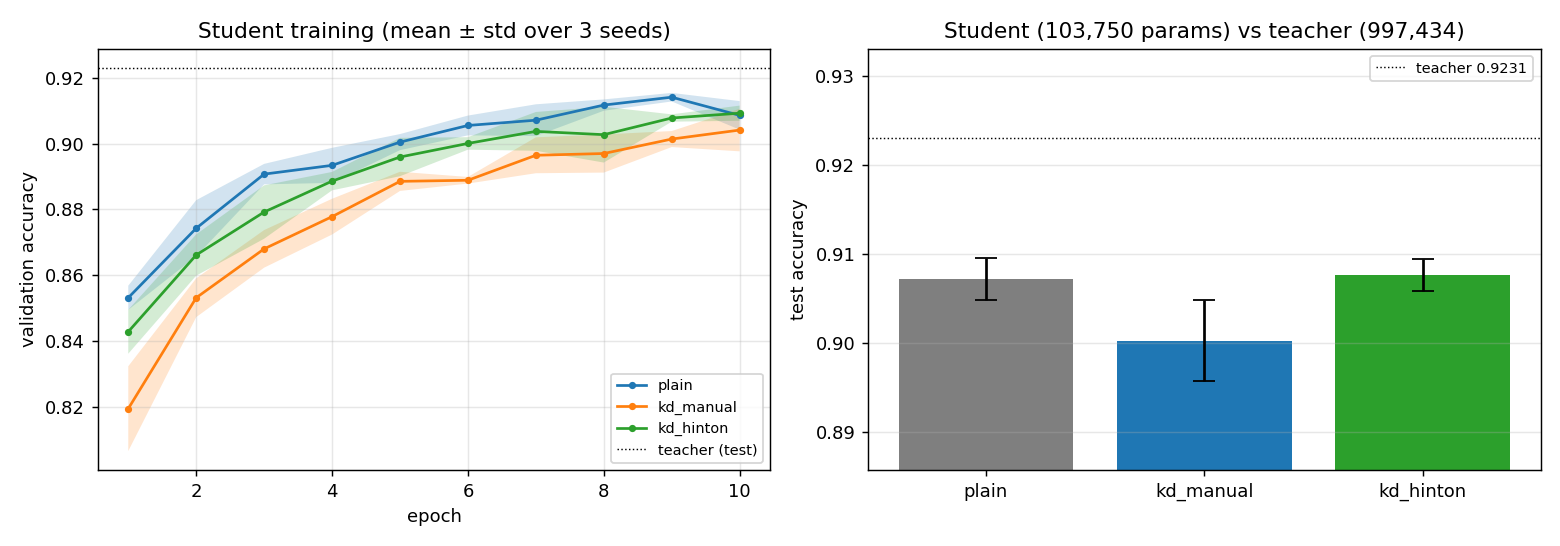 Student training (mean ± std over 3 seeds)
validation accuracy
0.92
0.90
0.88
0.86
0.84
0.82
2
4
6
8
10
epoch
plain
kd_manual
kd_hinton
teacher (test)
Student (103,750 params) vs teacher (997,434)
test accuracy
0.93
0.92
0.91
0.90
0.89
teacher 0.9231
plain
kd_manual
kd_hinton